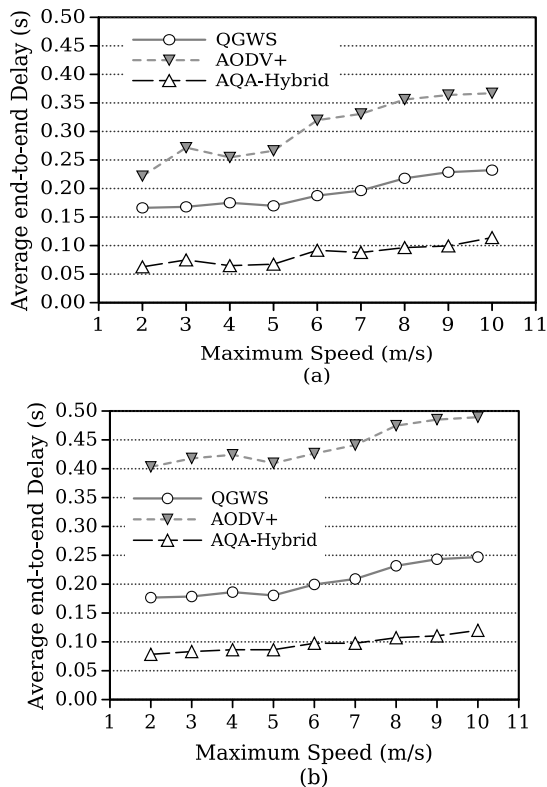 Average end-to-end Delay (s)
0.50
0.45
0.40
0.35
0.30
0.25
0.20
0.15
0.10
0.05
0.00
QGWS
AODV+
AQA-Hybrid
1 2 3 4 5 6 7 8 9 10 11
Maximum Speed (m/s)
(a)
Average end-to-end Delay (s)
0.50
0.45
0.40
0.35
0.30
0.25
0.20
0.15
0.10
0.05
0.00
QGWS
AODV+
AQA-Hybrid
1 2 3 4 5 6 7 8 9 10 11
Maximum Speed (m/s)
(b)